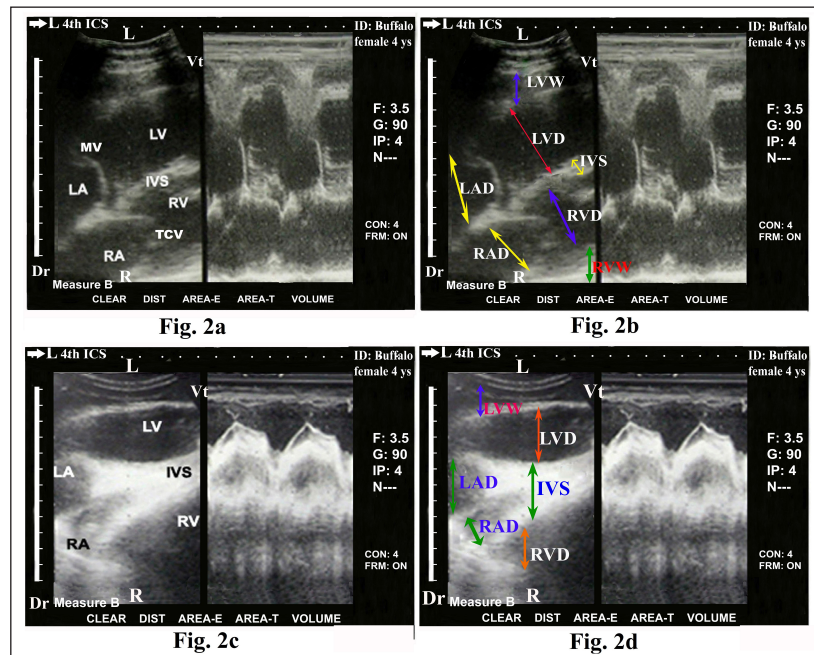 L 4th ICS
L
ID: Buffalo
female 4 ys
Vt
F: 3.5
G: 90
IP: 4
N---
LV
MV
IVS
LA
RV
TCV
RA
CON: 4
FRM: ON
Dr
R
Measure B
CLEAR DIST AREA-E AREA-T VOLUME
Fig. 2a
L 4th ICS
L
ID: Buffalo
female 4 ys
Vt
LVW
F: 3.5
G: 90
IP: 4
N---
LVD
IVS
LAD
RVD
RAD
RVW
CON: 4
FRM: ON
Dr
R
Measure B
CLEAR DIST AREA-E AREA-T VOLUME
Fig. 2b
L 4th ICS
L
ID: Buffalo
female 4 ys
Vt
F: 3.5
G: 90
IP: 4
N---
LV
LA
IVS
RV
RA
CON: 4
FRM: ON
Dr
Measure B
R
CLEAR DIST AREA-E AREA-T VOLUME
Fig. 2c
L 4th ICS
L
ID: Buffalo
female 4 ys
Vt
LVW
F: 3.5
G: 90
IP: 4
N---
LVD
LAD
IVS
RAD
RVD
CON: 4
FRM: ON
Dr
Measure B
R
CLEAR DIST AREA-E AREA-T VOLUME
Fig. 2d